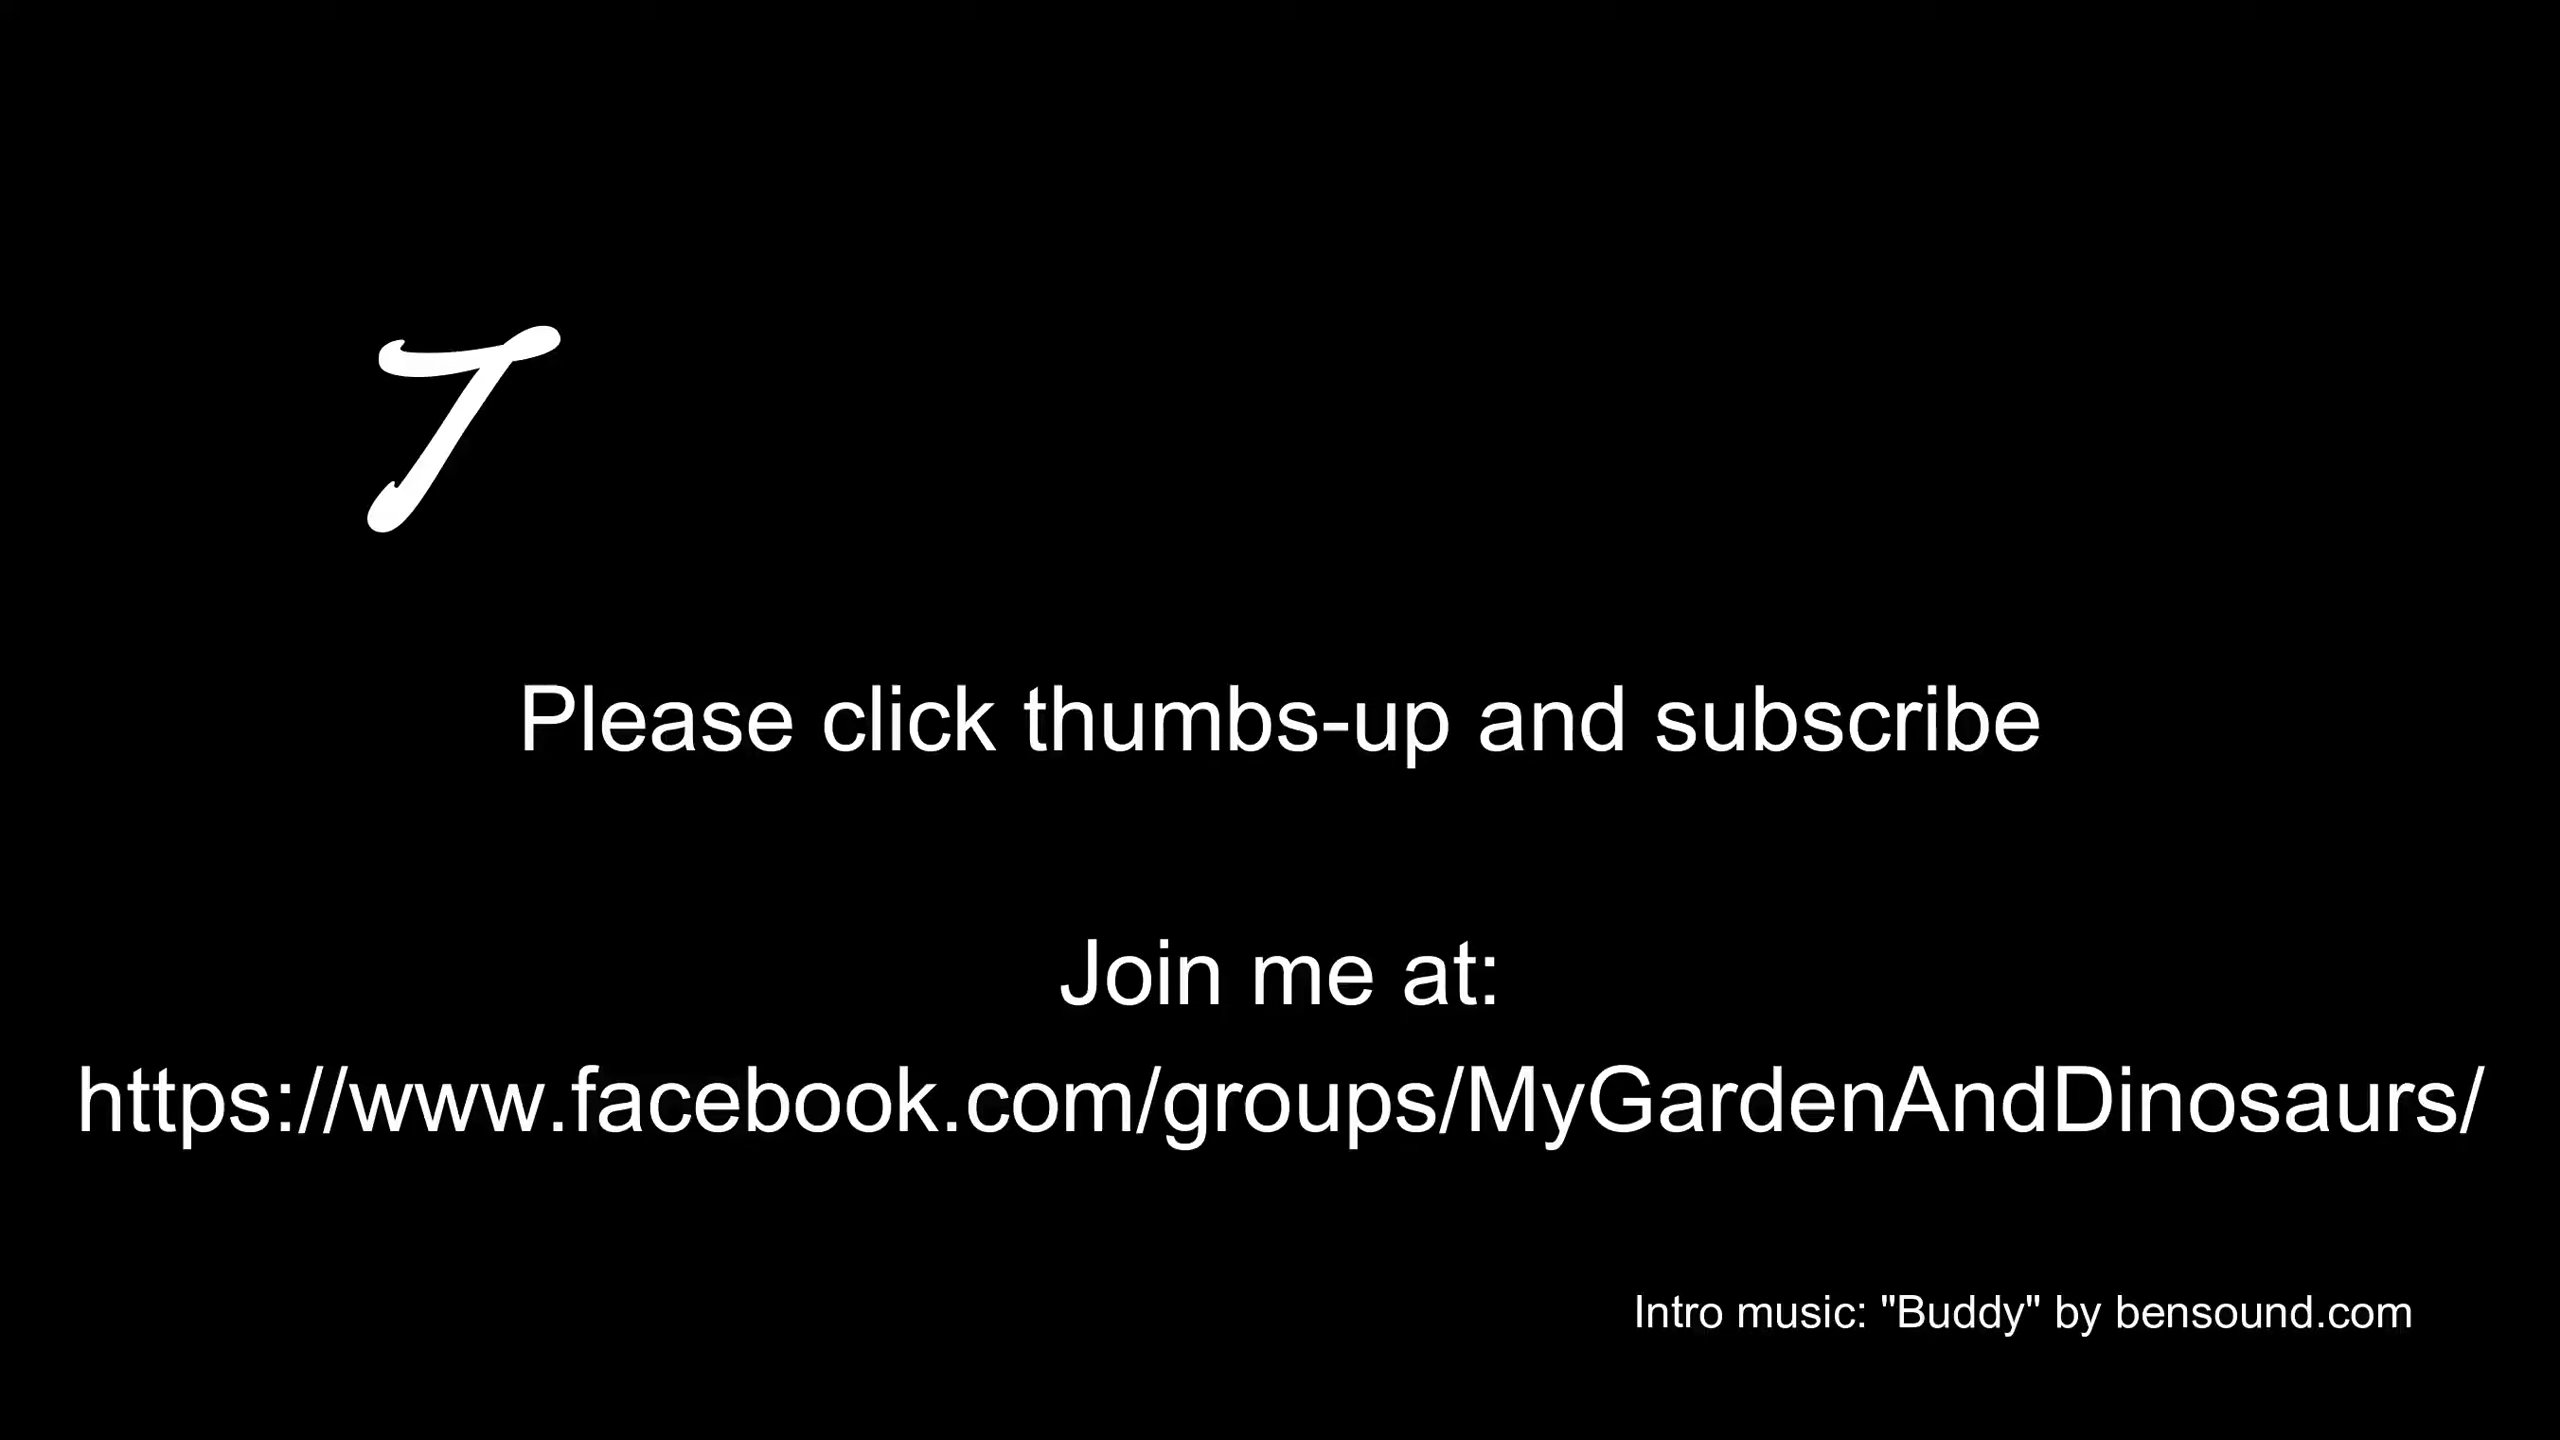 T
Please click thumbs-up and subscribe
Join me at:
https://www.facebook.com/groups/MyGardenAndDinosaurs/
Intro music: "Buddy" by bensound.com